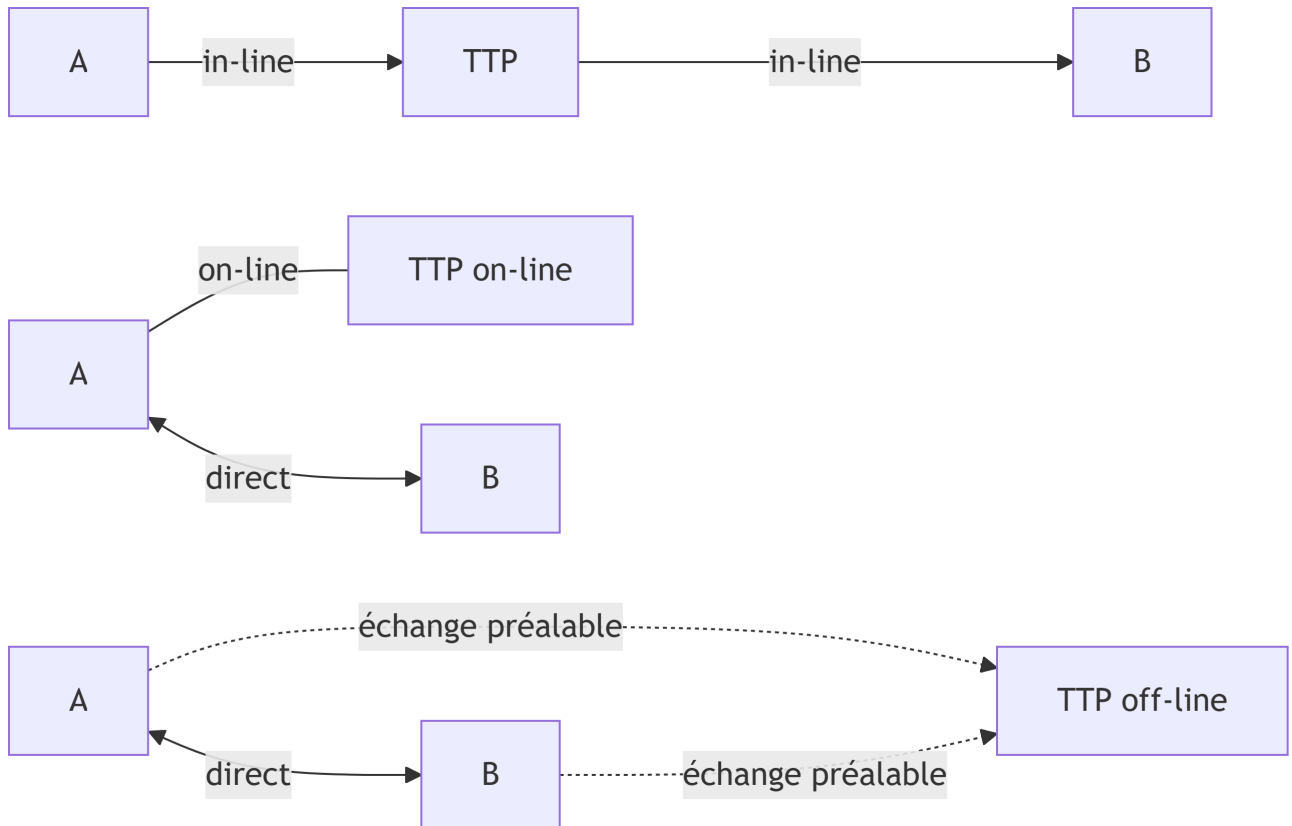 A
in-line
TTP
in-line
B
on-line
TTP on-line
A
direct
B
échange préalable
A
TTP off-line
direct
B
échange préalable